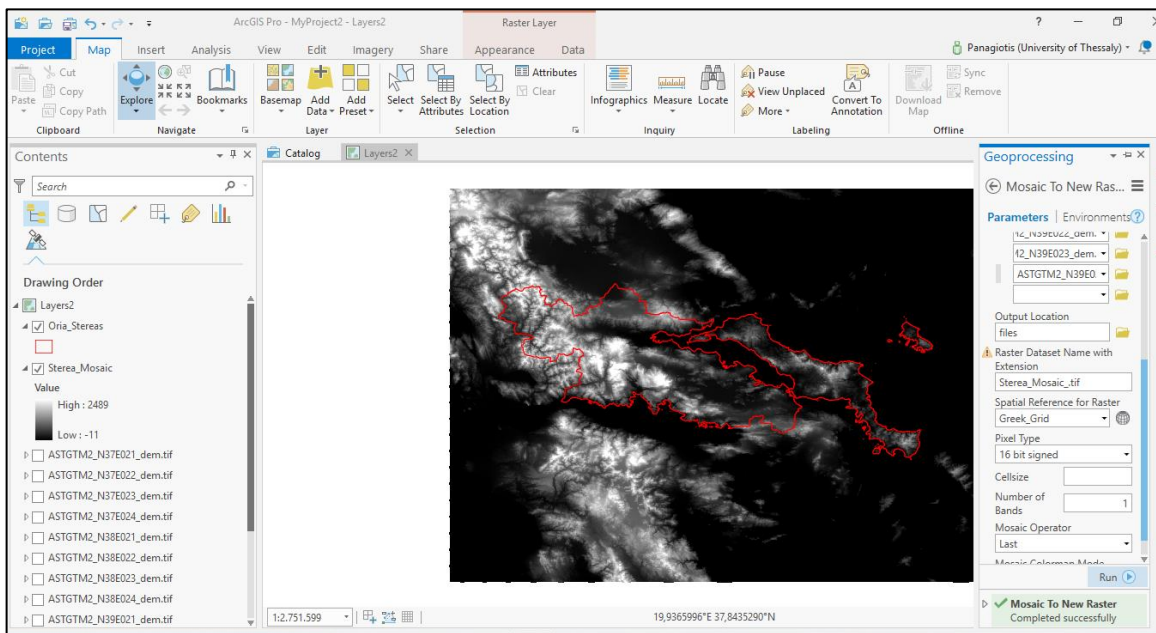 ArcGIS Pro - MyProject2 - Layers2
Raster Layer
?
Project Map Insert Analysis View Edit Imagery Share Appearance Data
Panagiotis (University of Thessaly)
Paste
Cut
Copy
Copy Path
Explore
Bookmarks
Basemap
Add Data
Add Preset
Select
Select By Attributes
Select By Location
Attributes
Clear
Infographics
Measure
Locate
Pause
View Unplaced
More
Convert To Annotation
Download Map
Sync
Remove
Clipboard
Navigate
Layer
Selection
Inquiry
Labeling
Offline
Contents
Search
Drawing Order
Layers2
Oria_Stereas
Sterea_Mosaic
Value
High : 2489
Low : -11
ASTGTM2_N37E021_dem.tif
ASTGTM2_N37E022_dem.tif
ASTGTM2_N37E023_dem.tif
ASTGTM2_N37E024_dem.tif
ASTGTM2_N38E021_dem.tif
ASTGTM2_N38E022_dem.tif
ASTGTM2_N38E023_dem.tif
ASTGTM2_N38E024_dem.tif
ASTGTM2_N39E021_dem.tif
Catalog
Layers2
1:2.751.599
19,9365996°E 37,8435290°N
Geoprocessing
Mosaic To New Ras...
Parameters | Environments
?
12_N39E022_dem.
12_N39E023_dem.
ASTGTM2_N39E0
Output Location
files
Raster Dataset Name with
Extension
Sterea_Mosaic_.tif
Spatial Reference for Raster
Greek_Grid
Pixel Type
16 bit signed
Cellsize
Number of
Bands
1
Mosaic Operator
Last
Mosaic Colormap Mode
Run
Mosaic To New Raster
Completed successfully